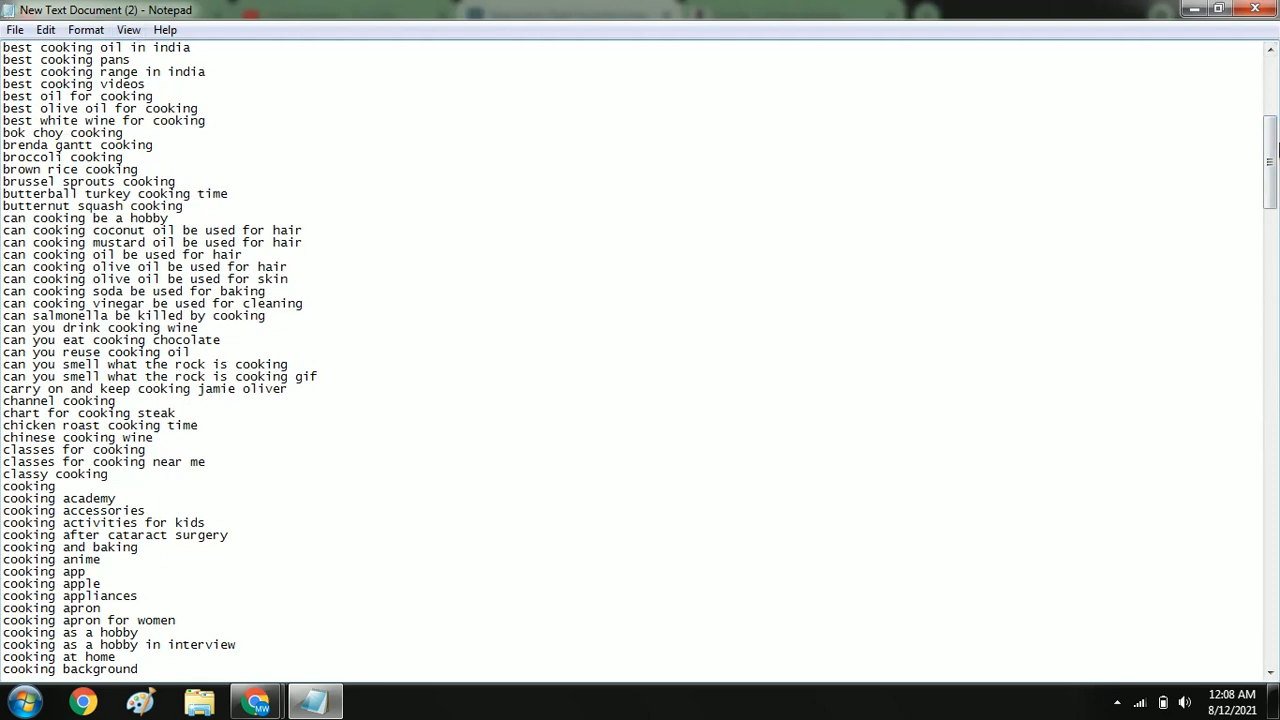 New Text Document (2) - Notepad
File Edit Format View Help
best cooking oil in india
best cooking pans
best cooking range in india
best cooking videos
best oil for cooking
best olive oil for cooking
best white wine for cooking
bok choy cooking
brenda gantt cooking
broccoli cooking
brown rice cooking
brussel sprouts cooking
butterball turkey cooking time
butternut squash cooking
can cooking be a hobby
can cooking coconut oil be used for hair
can cooking mustard oil be used for hair
can cooking oil be used for hair
can cooking olive oil be used for hair
can cooking olive oil be used for skin
can cooking soda be used for baking
can cooking vinegar be used for cleaning
can salmonella be killed by cooking
can you drink cooking wine
can you eat cooking chocolate
can you reuse cooking oil
can you smell what the rock is cooking
can you smell what the rock is cooking gif
carry on and keep cooking jamie oliver
channel cooking
chart for cooking steak
chicken roast cooking time
chinese cooking wine
classes for cooking
classes for cooking near me
classy cooking
cooking
cooking academy
cooking accessories
cooking activities for kids
cooking after cataract surgery
cooking and baking
cooking anime
cooking app
cooking apple
cooking appliances
cooking apron
cooking apron for women
cooking as a hobby
cooking as a hobby in interview
cooking at home
cooking background
MW
12:08 AM
8/12/2021